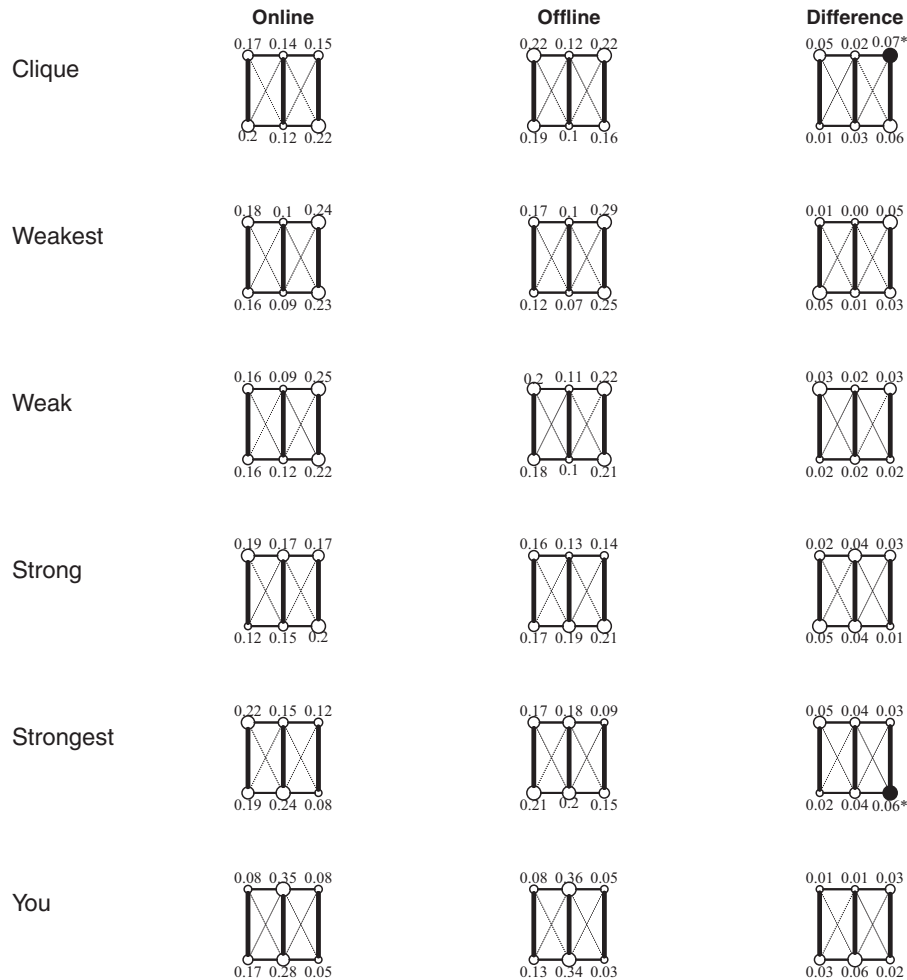 Online Offline Difference
0.17 0.14 0.15 0.22 0.12 0.22 0.05 0.02 0.07*
Clique
0.2 0.12 0.22 0.19 0.1 0.16 0.01 0.03 0.06
0.18 0.1 0.24 0.17 0.1 0.29 0.01 0.00 0.05
Weakest
0.16 0.09 0.23 0.12 0.07 0.25 0.05 0.01 0.03
0.16 0.09 0.25 0.2 0.11 0.22 0.03 0.02 0.03
Weak
0.16 0.12 0.22 0.18 0.1 0.21 0.02 0.02 0.02
0.19 0.17 0.17 0.16 0.13 0.14 0.02 0.04 0.03
Strong
0.12 0.15 0.2 0.17 0.19 0.21 0.05 0.04 0.01
0.22 0.15 0.12 0.17 0.18 0.09 0.05 0.04 0.03
Strongest
0.19 0.24 0.08 0.21 0.2 0.15 0.02 0.04 0.06*
0.08 0.35 0.08 0.08 0.36 0.05 0.01 0.01 0.03
You
0.17 0.28 0.05 0.13 0.34 0.03 0.03 0.06 0.02